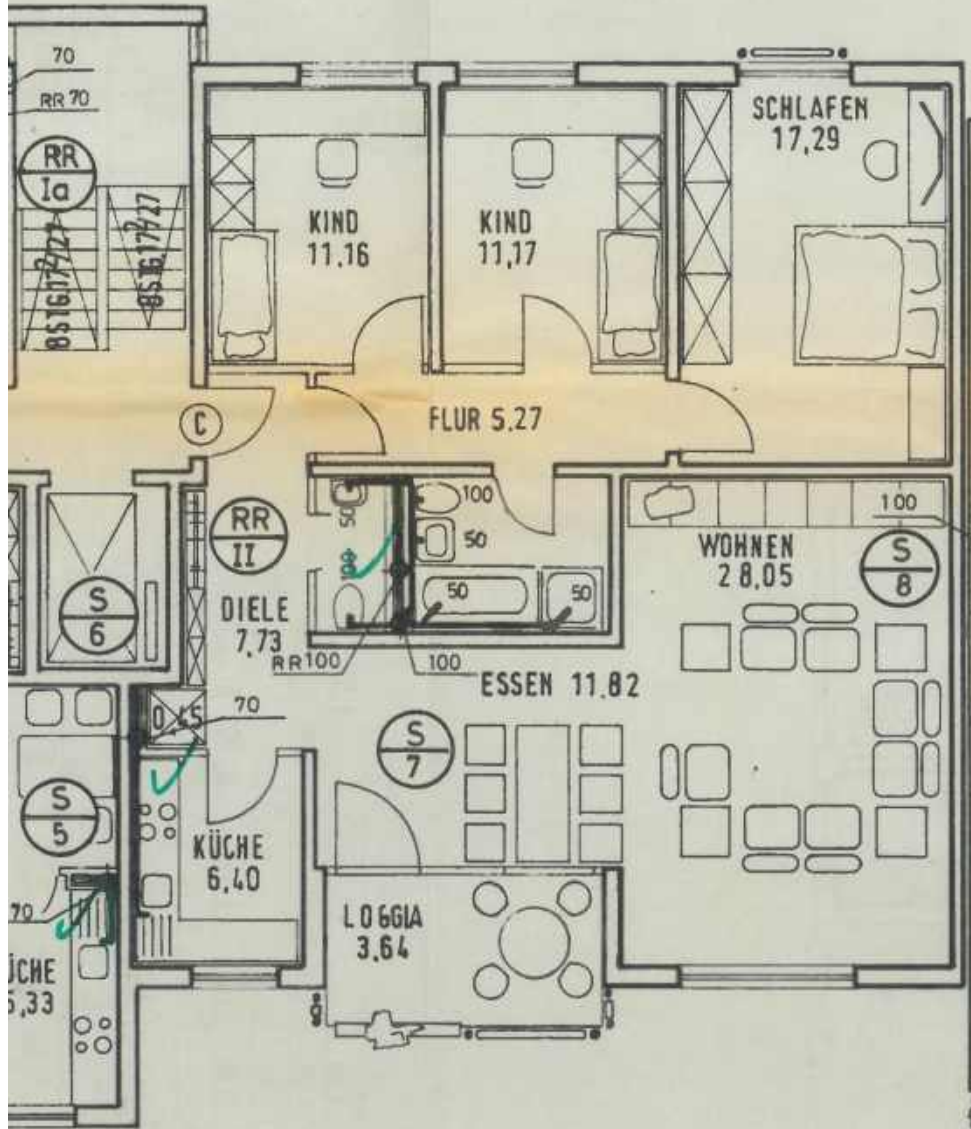 70
RR 70
RR
Ia
KIND
11.16
KIND
11,17
SCHLAFEN
17,29
C
FLUR 5.27
RR
II
50
100
100
50
50
50
WOHNEN
28.05
100
S
8
S
6
DIELE
7,73
RR100
100
ESSEN 11.82
0.45
70
S
7
S
5
KÜCHE
6,40
LOGGIA
3.64
70
ÜCHE
5,33